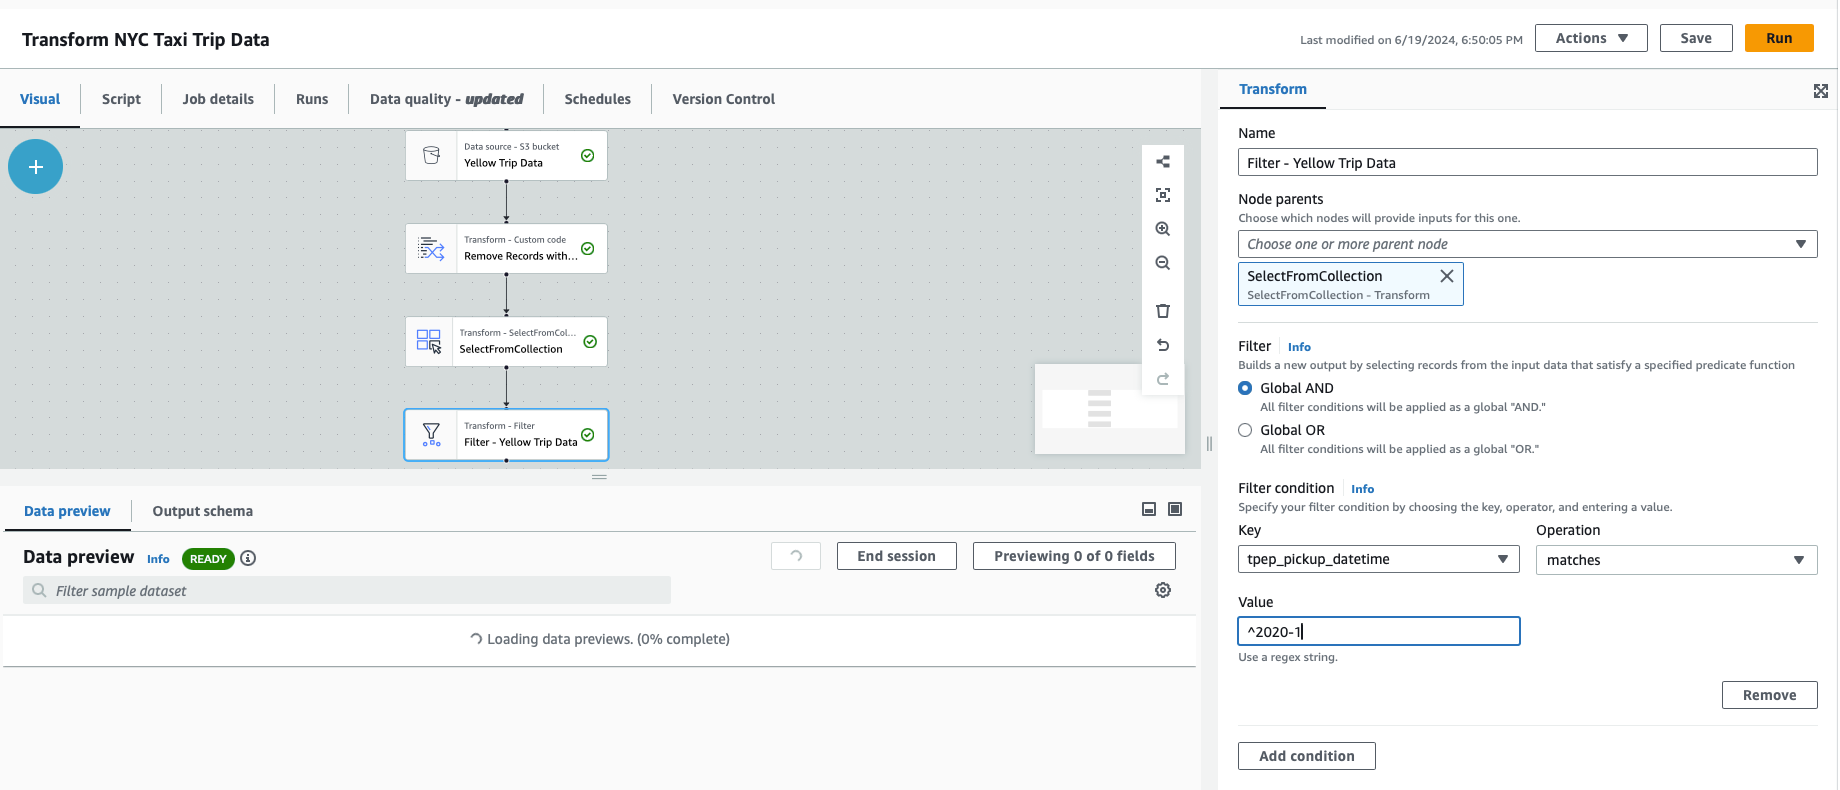 Transform NYC Taxi Trip Data
Last modified on 6/19/2024, 6:50:05 PM
Actions
Save
Run
Visual
Script
Job details
Runs
Data quality - updated
Schedules
Version Control
Data source - S3 bucket
Yellow Trip Data
Transform - Custom code
Remove Records with...
Transform - SelectFromCol...
SelectFromCollection
Transform - Filter
Filter - Yellow Trip Data
Data preview
Output schema
Data preview
Info
READY
End session
Previewing 0 of 0 fields
Filter sample dataset
Loading data previews. (0% complete)
Transform
Name
Filter - Yellow Trip Data
Node parents
Choose which nodes will provide inputs for this one.
Choose one or more parent node
SelectFromCollection
SelectFromCollection - Transform
Filter
Info
Builds a new output by selecting records from the input data that satisfy a specified predicate function
Global AND
All filter conditions will be applied as a global "AND."
Global OR
All filter conditions will be applied as a global "OR."
Filter condition
Info
Specify your filter condition by choosing the key, operator, and entering a value.
Key
Operation
tpep_pickup_datetime
matches
Value
^2020-1
Use a regex string.
Remove
Add condition